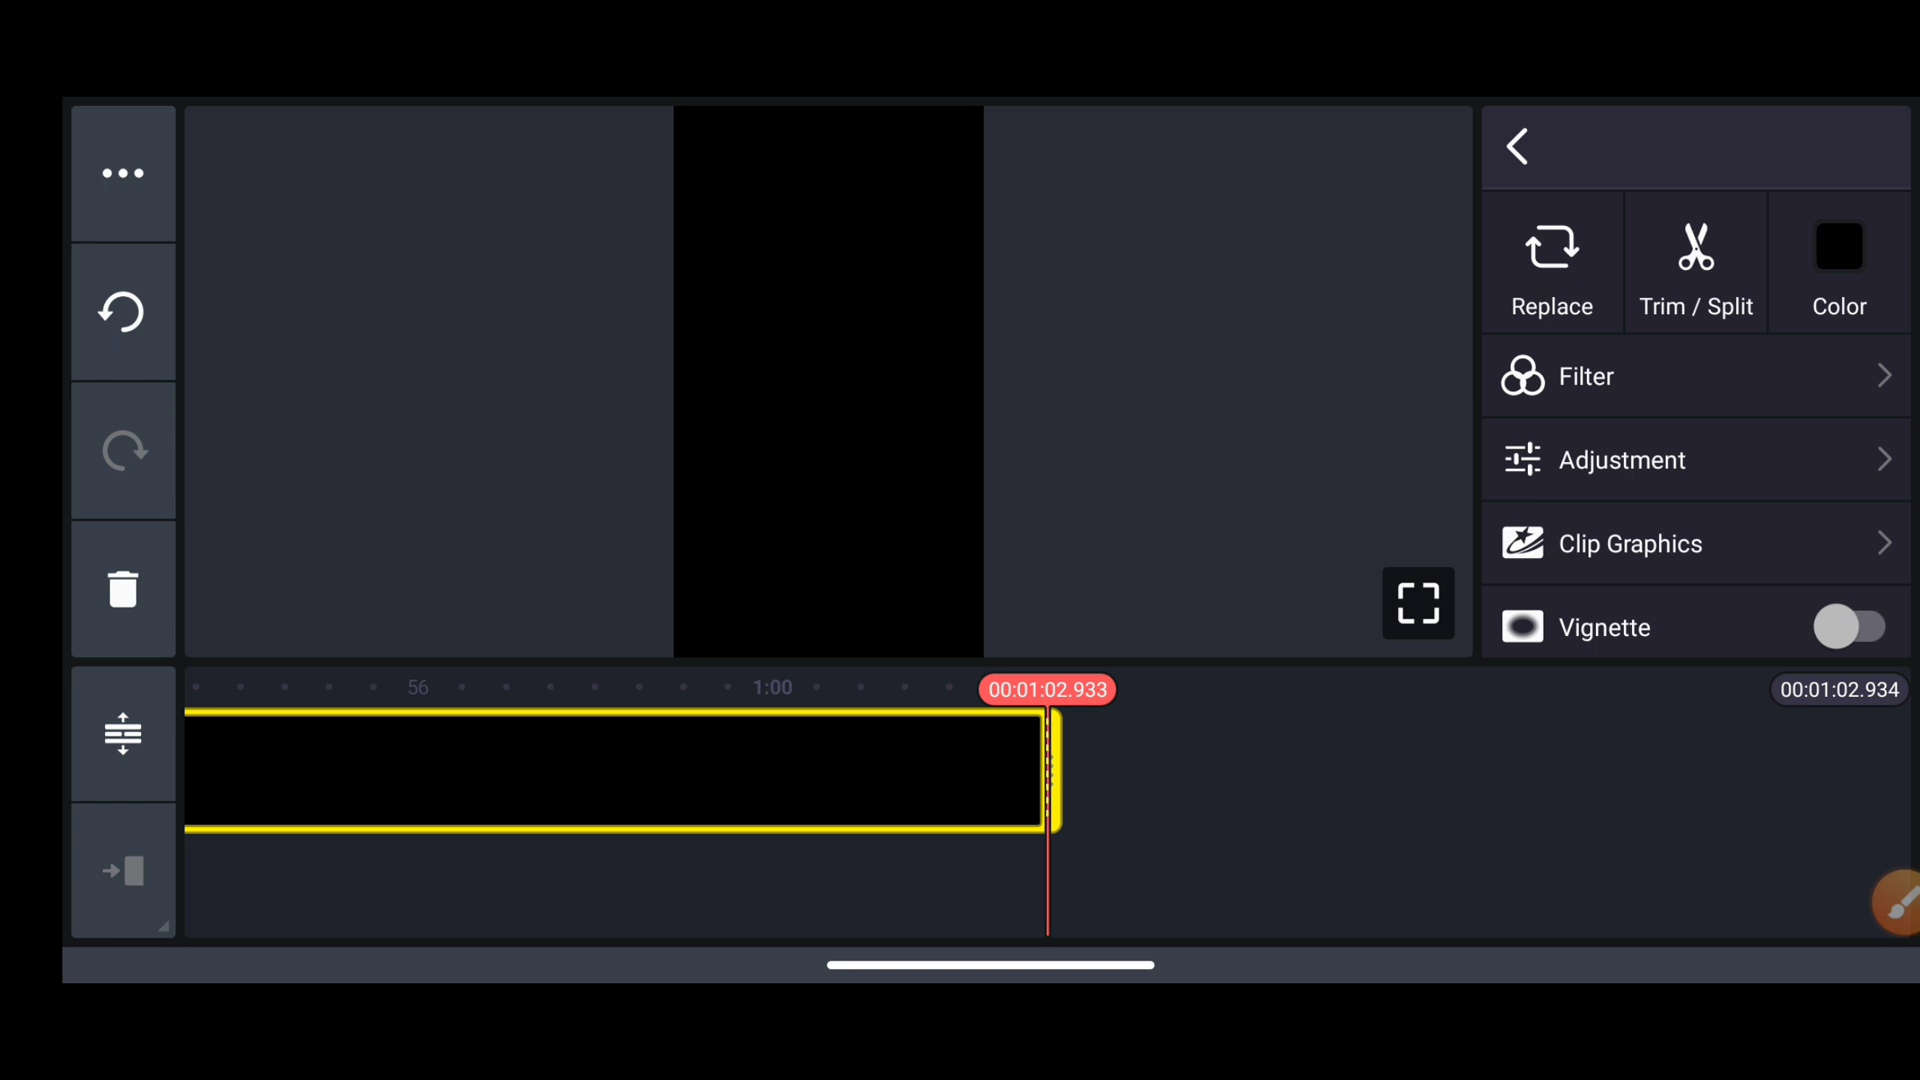 Replace
Trim / Split
Color
Filter
Adjustment
Clip Graphics
Vignette
56
1:00
00:01:02.933
00:01:02.934